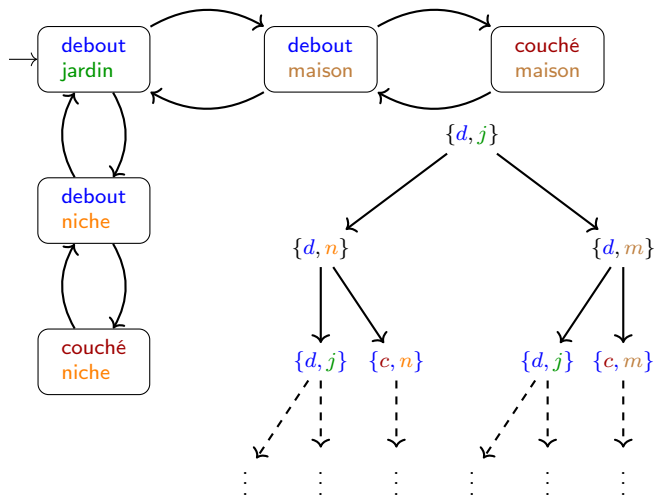 debout
jardin
debout
maison
couché
maison
{d, j}
debout
niche
{d, n}
{d, m}
couché
niche
{d, j}
{c, n}
{d, j}
{c, m}